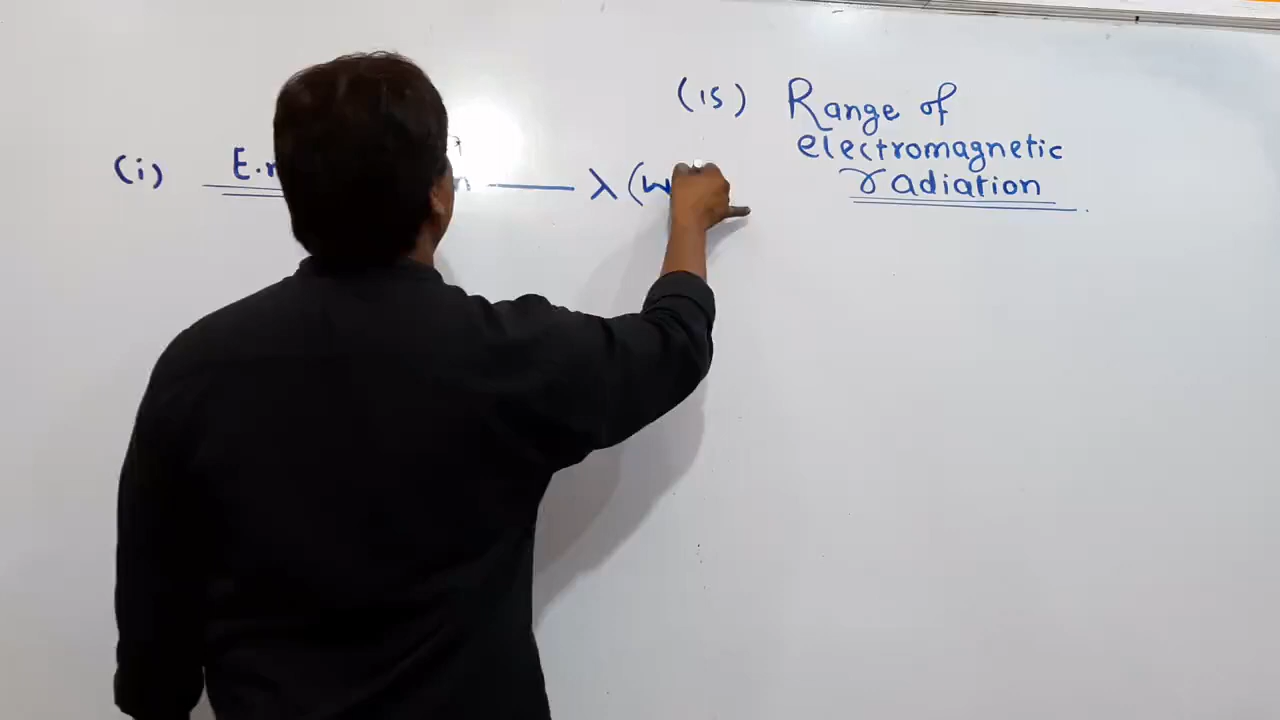 (15) Range of
electromagnetic
radiation
(i) λ (